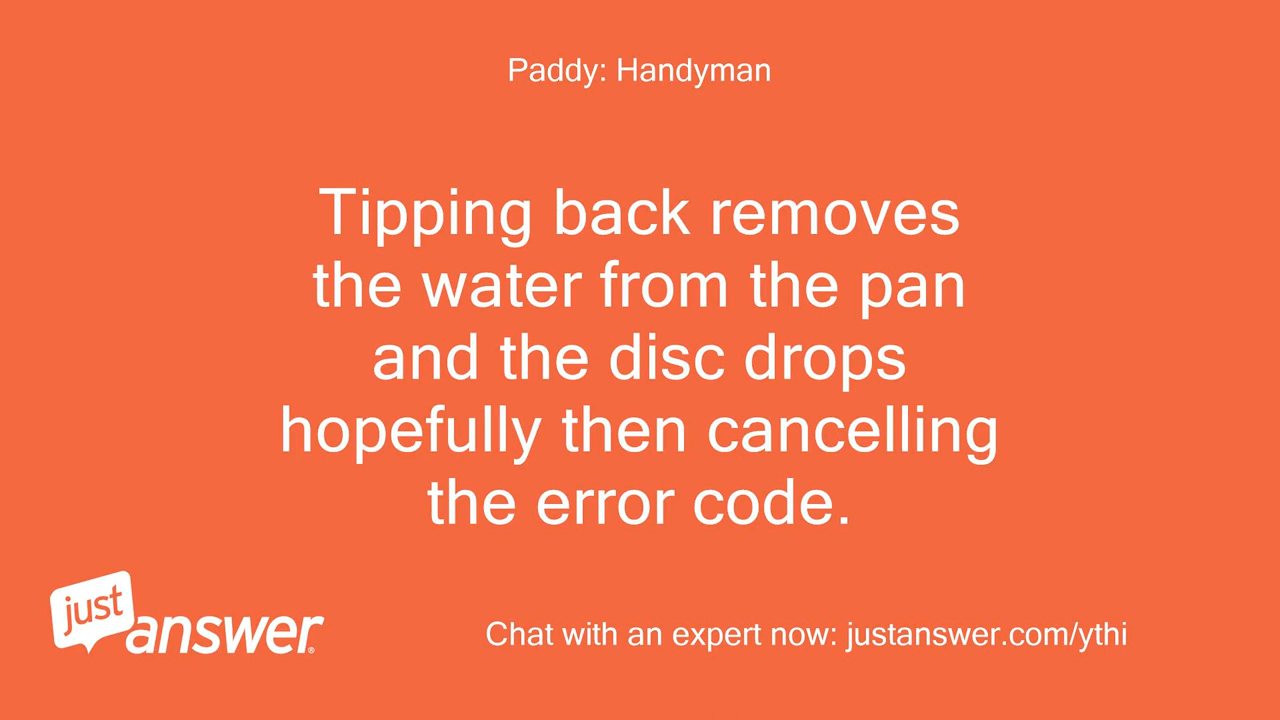 Paddy: Handyman
Tipping back removes
the water from the pan
and the disc drops
hopefully then cancelling
the error code.
just
answer®
Chat with an expert now: justanswer.com/ythi